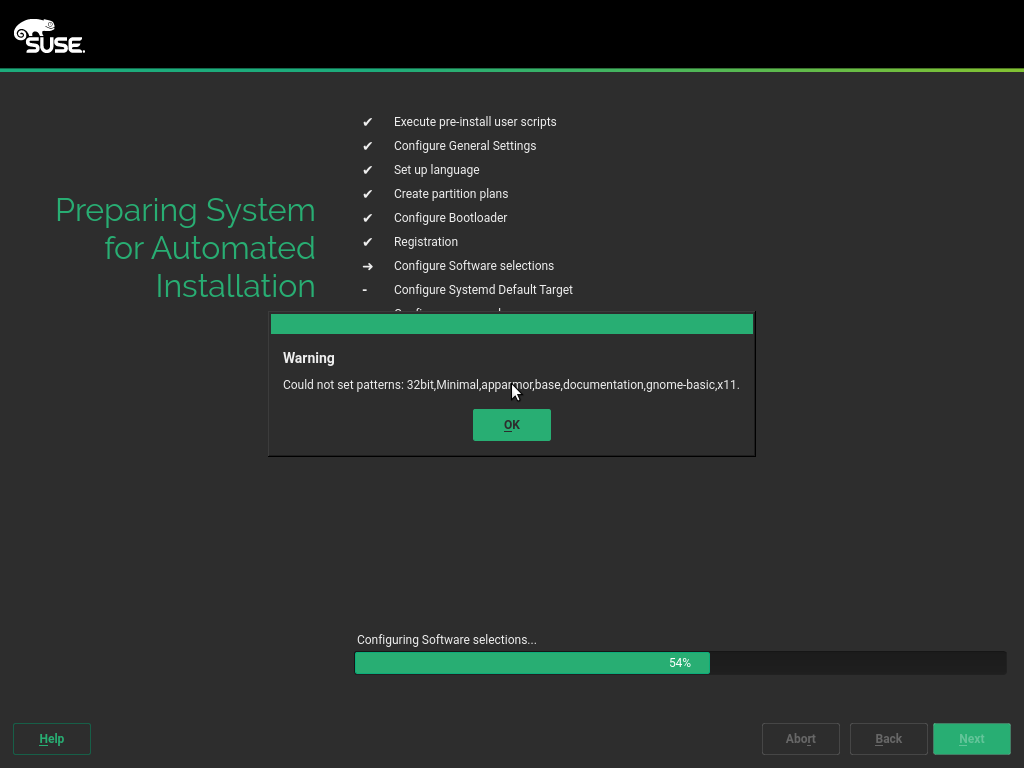 SUSE.
Execute pre-install user scripts
Configure General Settings
Set up language
Create partition plans
Configure Bootloader
Registration
Configure Software selections
- Configure Systemd Default Target
Preparing System
for Automated
Installation
Warning
Could not set patterns: 32bit,Minimal,apparmor,base,documentation,gnome-basic,x11.
OK
Configuring Software selections...
54%
Help
Abort
Back
Next